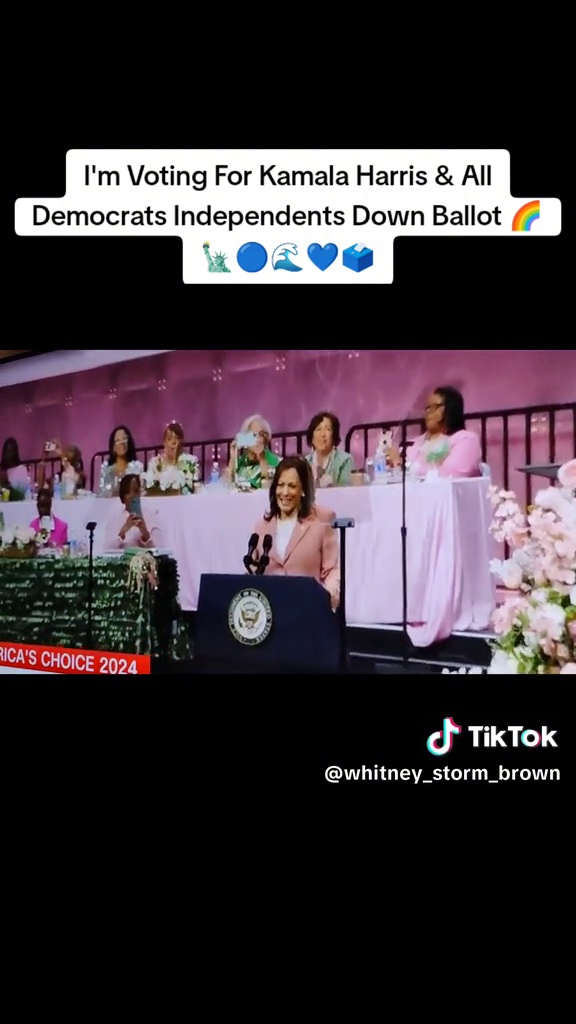 I'm Voting For Kamala Harris & All
Democrats Independents Down Ballot 🌈
🗽🔵🌊💙🗳️
RICA'S CHOICE 2024
TikTok
@whitney_storm_brown